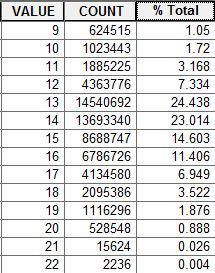 VALUE COUNT % Total
9 624515 1.05
10 1023443 1.72
11 1885225 3.168
12 4363776 7.334
13 14540692 24.438
14 13693340 23.014
15 8688747 14.603
16 6786726 11.406
17 4134580 6.949
18 2095386 3.522
19 1116296 1.876
20 528548 0.888
21 15624 0.026
22 2236 0.004